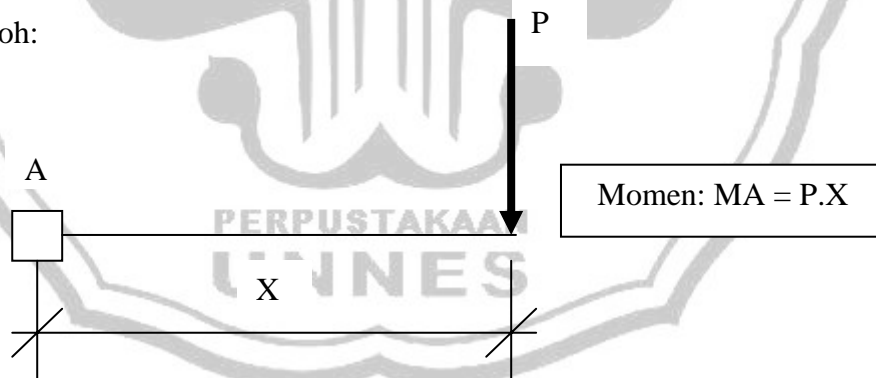 oh:
P
A
Momen: MA = P.X
PERPUSTAKAAN
UNNES
X